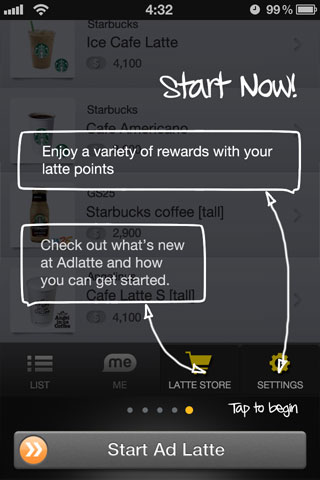 4:32
99%
Starbucks
Ice Cafe Latte
4,100
Start Now!
Starbucks
Cafe Americano
Enjoy a variety of rewards with your
latte points
GS25
Starbucks coffee [tall]
2,900
Check out what's new
at Adlatte and how
you can get started.
Cafe Latte S [tall]
4,100
me
LIST
ME
LATTE STORE
SETTINGS
Tap to begin
Start Ad Latte